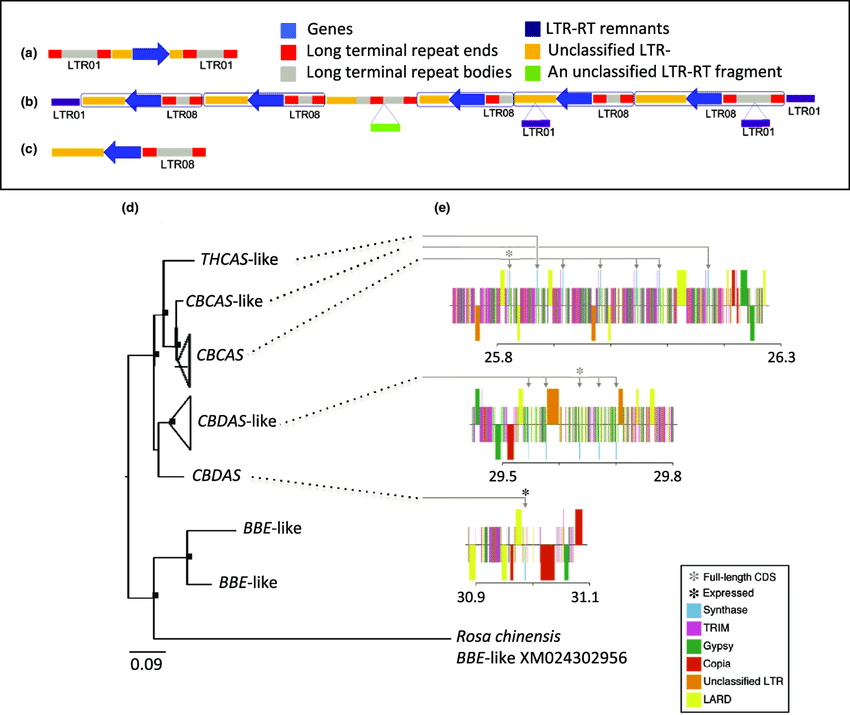 Genes
LTR-RT remnants
(a)
Long terminal repeat ends
Unclassified LTR-
LTR01
LTR01
Long terminal repeat bodies
An unclassified LTR-RT fragment
(b)
LTR01
LTR08
LTR08
LTR08
LTR01
LTR08
LTR08
LTR01
LTR01
(c)
LTR08
(d)
(e)
THCAS-like
*
CBCAS-like
CBCAS
25.8
26.3
*
CBDAS-like
29.5
29.8
CBDAS
*
BBE-like
BBE-like
30.9
31.1
Rosa chinensis
BBE-like XM024302956
0.09
* Full-length CDS
* Expressed
Synthase
TRIM
Gypsy
Copia
Unclassified LTR
LARD